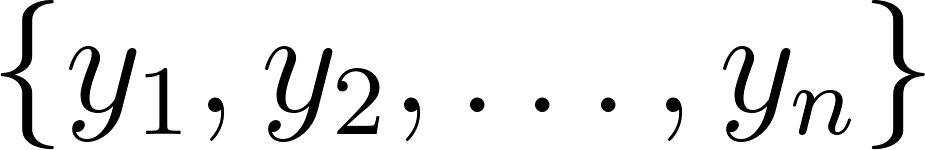 {y₁, y₂, . . . , yₙ}